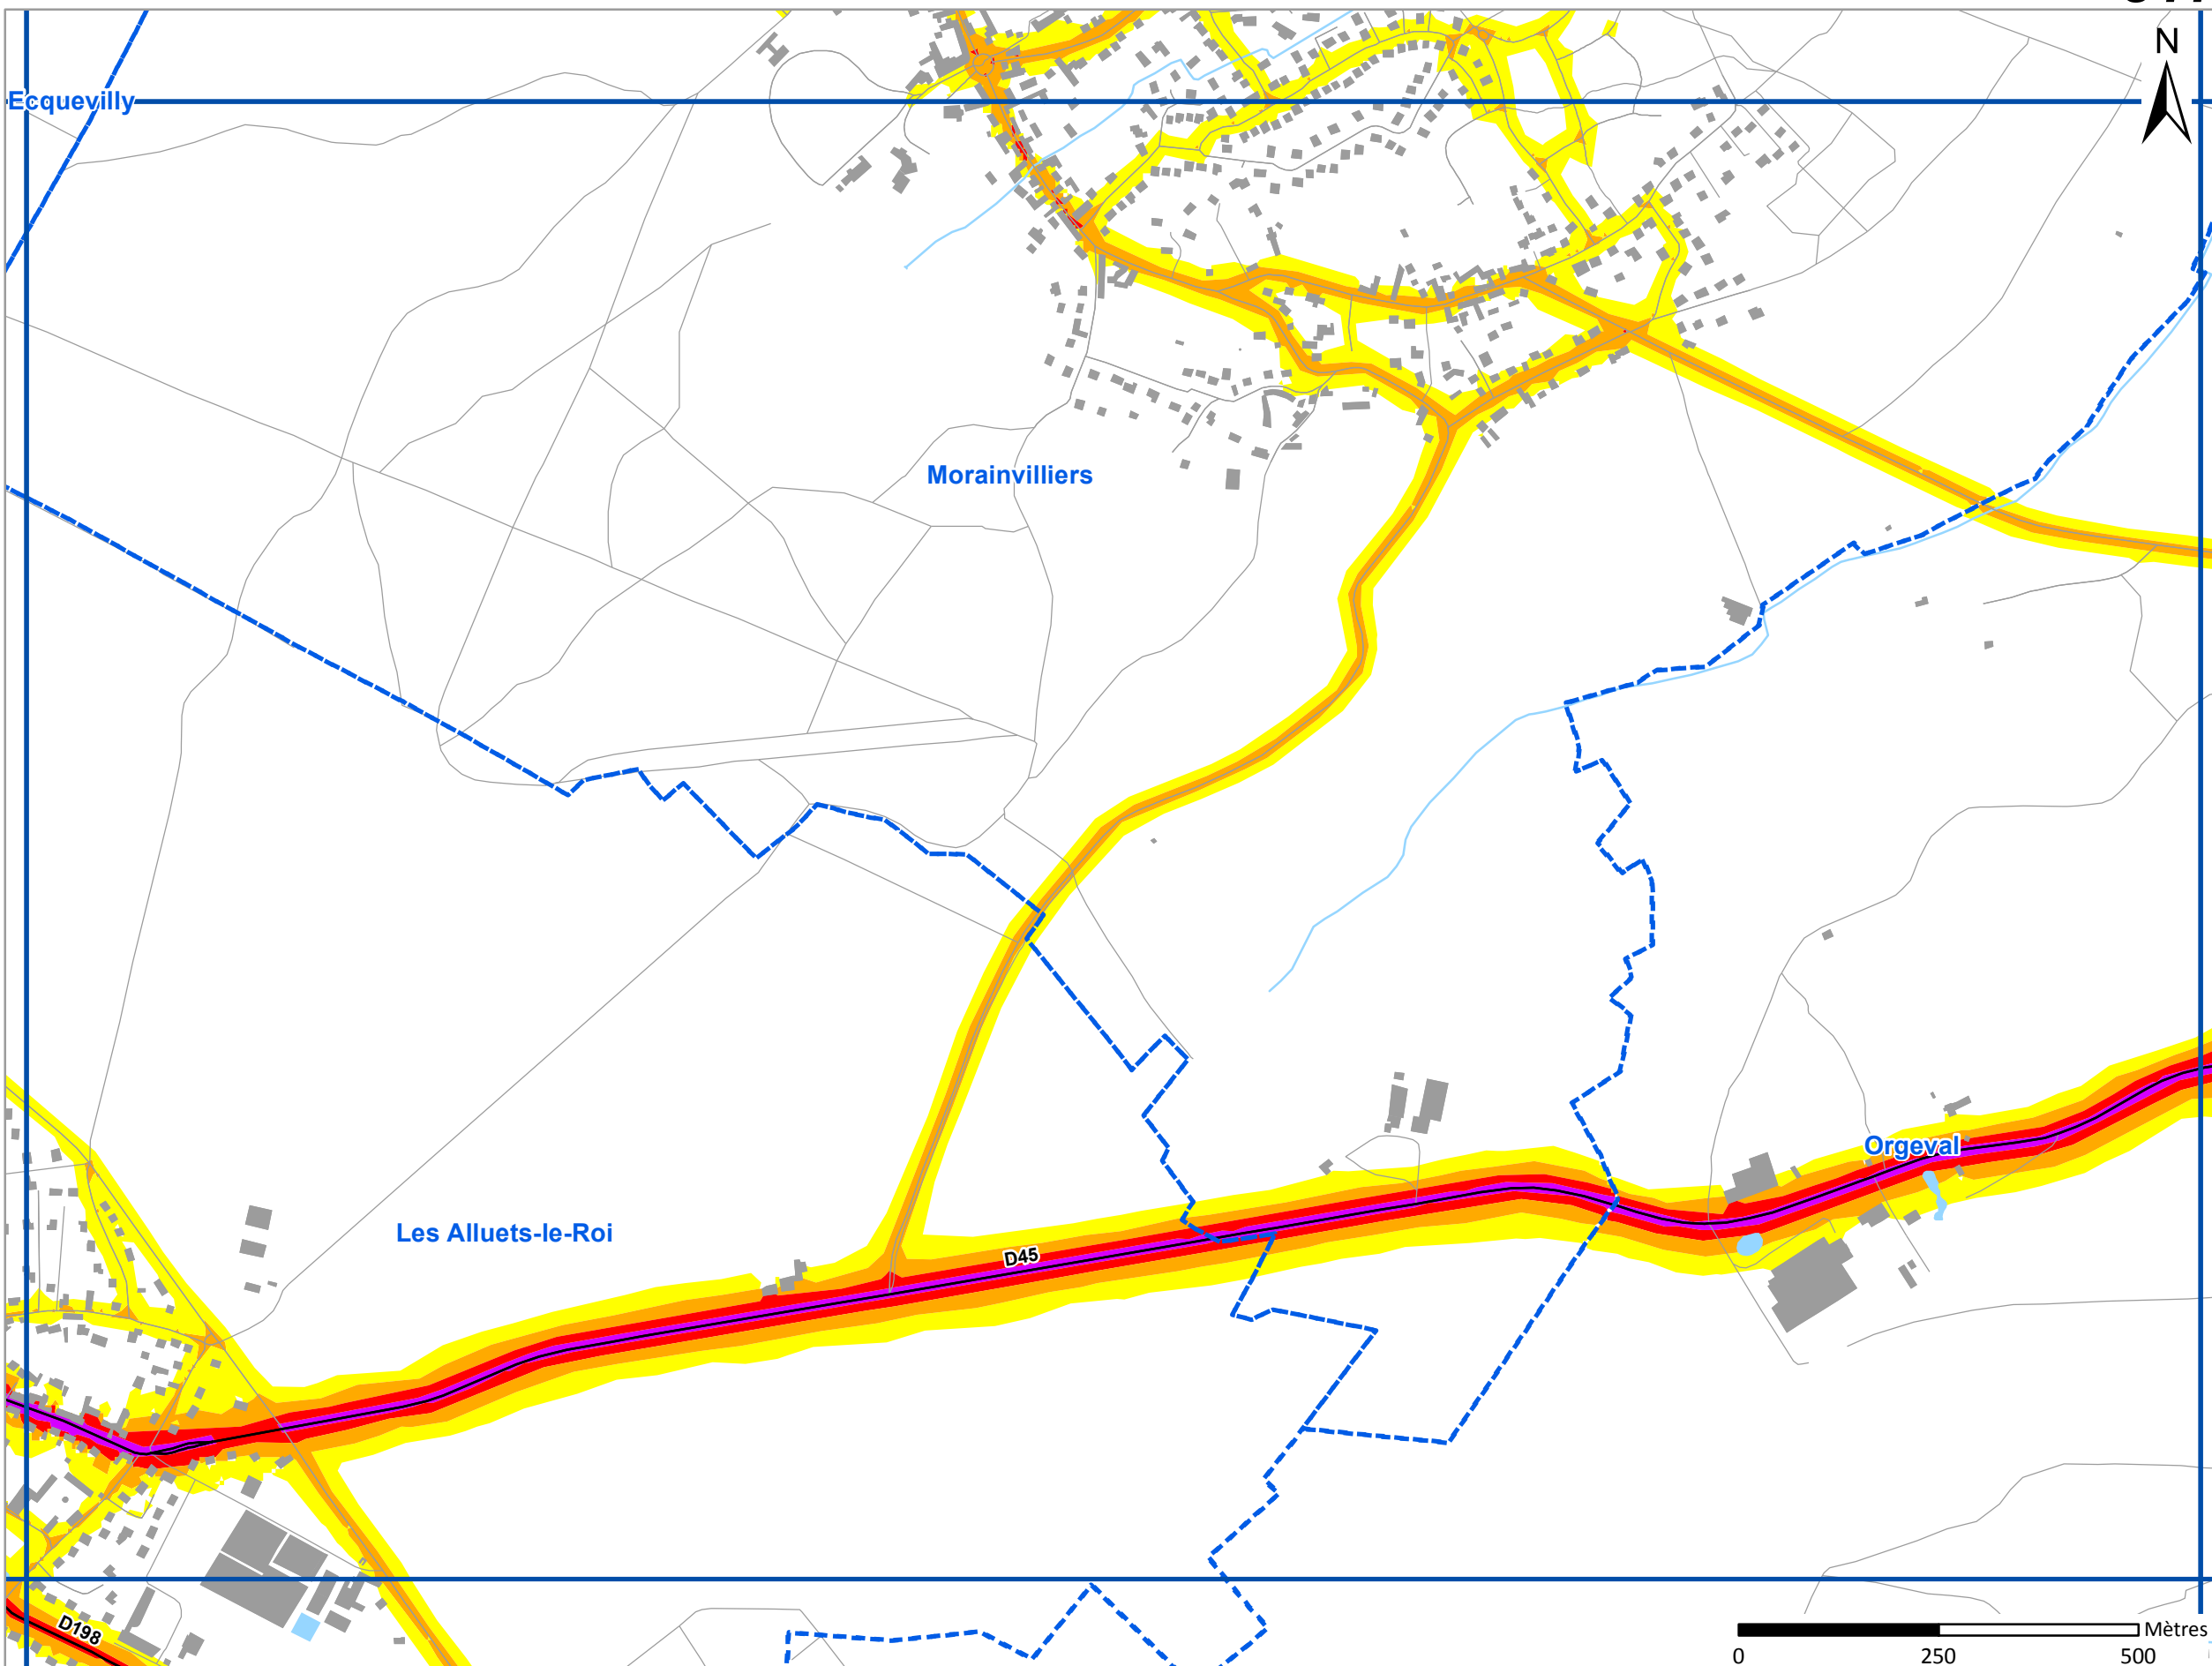 N
Ecquevilly
Morainvilliers
Orgeval
Les Alluets-le-Roi
D45
D198
Mètres
0 250 500